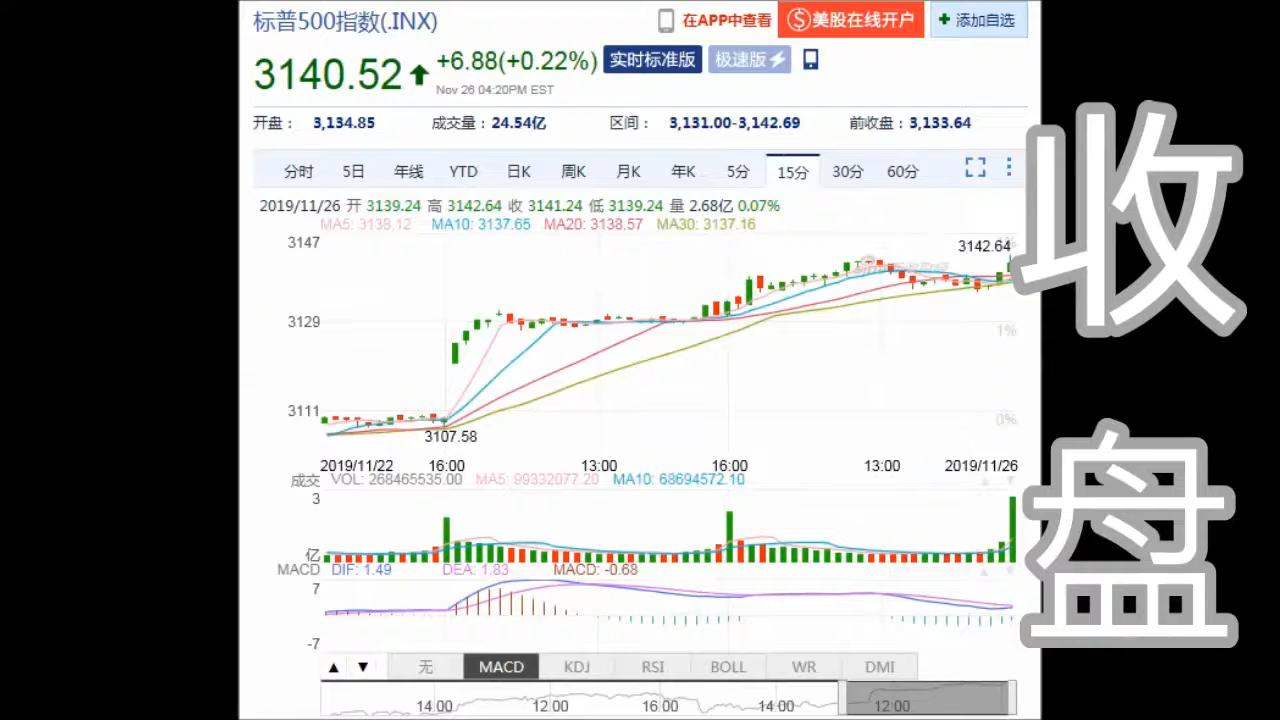 标普500指数(.INX)
在APP中查看 美股在线开户 添加自选
3140.52 +6.88(+0.22%) 实时标准版 极速版
Nov 26 04:20PM EST
开盘： 3,134.85 成交量：24.54亿 区间： 3,131.00-3,142.69 前收盘：3,133.64
分时 5日 年线 YTD 日K 周K 月K 年K 5分 15分 30分 60分
2019/11/26 开 3139.24 高 3142.64 收 3141.24 低 3139.24 量 2.68亿 0.07%
MA5: 3138.12 MA10: 3137.65 MA20: 3138.57 MA30: 3137.16
3147
3142.64
3129
1%
3111
0%
3107.58
2019/11/22 16:00 13:00 16:00 13:00 2019/11/26
成交 VOL: 268465535.00 MA5: 99332077.20 MA10: 68694572.10
3
亿
MACD DIF: 1.49 DEA: 1.83 MACD: -0.68
7
-7
无 MACD KDJ RSI BOLL WR DMI
14:00 12:00 16:00 14:00 12:00
收
盘